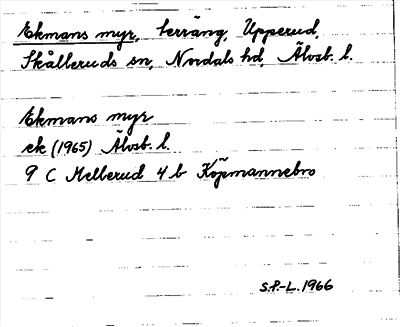 Ekmans myr, terräng, Upperud,
Skålleruds sn, Nordals hd, Älvsb. l.
Ekmans myr
ek (1965) Älvsb. l.
9 C Mellerud 4 b Köpmannebro
S.P.-L. 1966